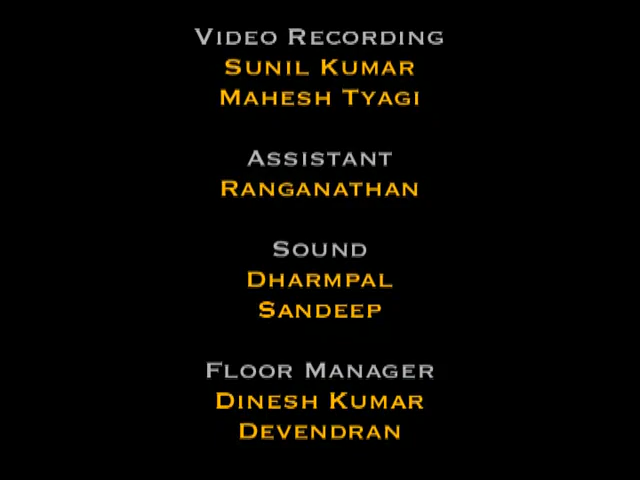 Video Recording
Sunil Kumar
Mahesh Tyagi
Assistant
Ranganathan
Sound
Dharmpal
Sandeep
Floor Manager
Dinesh Kumar
Devendran